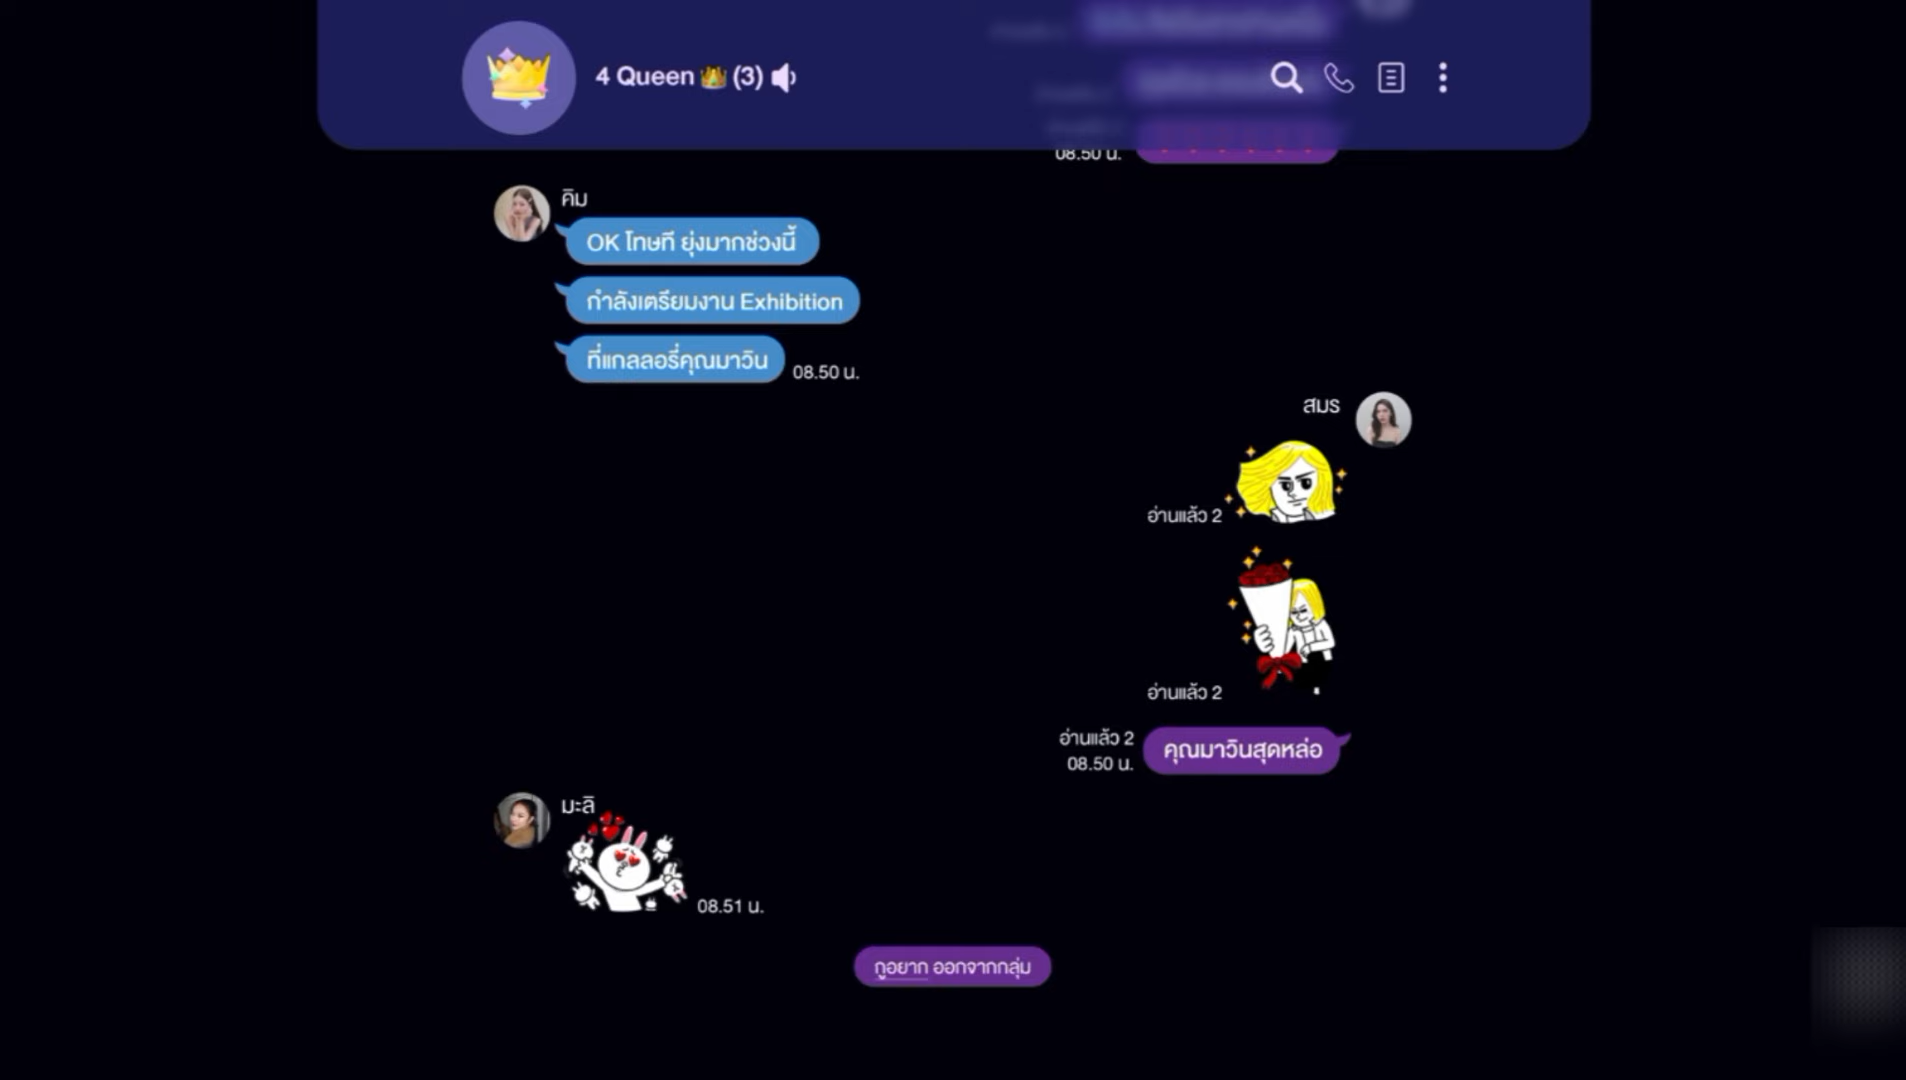 4 Queen 👑 (3)
08.50 น.
คิม
OK โทษที ยุ่งมากช่วงนี้
กำลังเตรียมงาน Exhibition
ที่แกลลอรี่คุณมาวิน
08.50 น.
สมร
อ่านแล้ว 2
อ่านแล้ว 2
อ่านแล้ว 2
08.50 น.
คุณมาวินสุดหล่อ
มะลิ
08.51 น.
กูอยาก ออกจากกลุ่ม